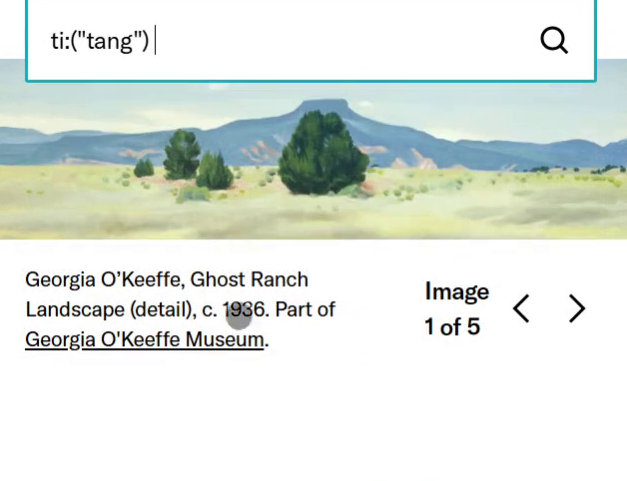 ti:("tang")
Georgia O’Keeffe, Ghost Ranch
Landscape (detail), c. 1936. Part of
Georgia O'Keeffe Museum.
Image
1 of 5